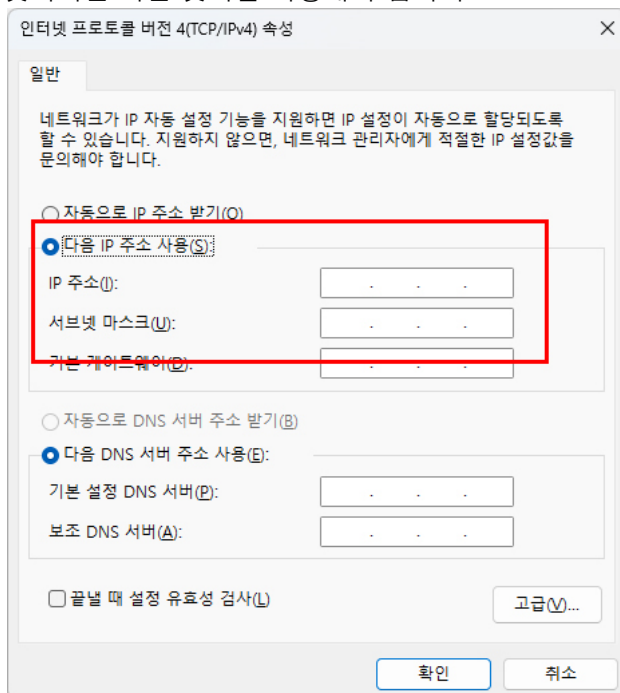 인터넷 프로토콜 버전 4(TCP/IPv4) 속성
일반
네트워크가 IP 자동 설정 기능을 지원하면 IP 설정이 자동으로 할당되도록
할 수 있습니다. 지원하지 않으면, 네트워크 관리자에게 적절한 IP 설정값을
문의해야 합니다.
자동으로 IP 주소 받기(O)
다음 IP 주소 사용(S):
IP 주소(I):
서브넷 마스크(U):
기본 게이트웨이(D):
자동으로 DNS 서버 주소 받기(B)
다음 DNS 서버 주소 사용(E):
기본 설정 DNS 서버(P):
보조 DNS 서버(A):
끝낼 때 설정 유효성 검사(L)
고급(V)...
확인
취소